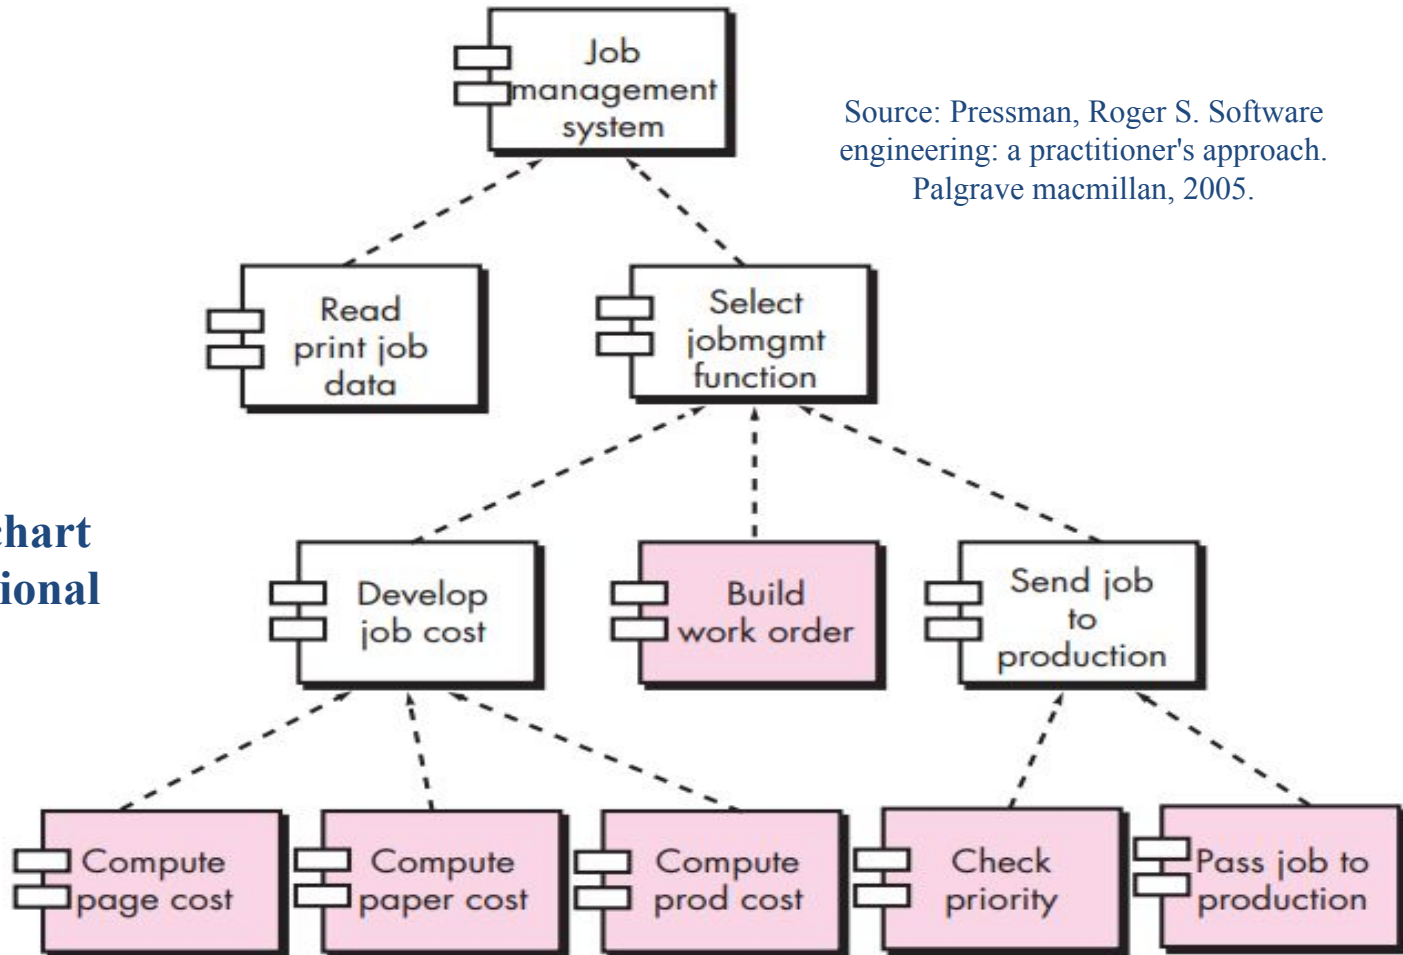 Job
management
system
Source: Pressman, Roger S. Software
engineering: a practitioner's approach.
Palgrave macmillan, 2005.
Read
print job
data
Select
jobmgmt
function
chart
ional
Develop
job cost
Build
work order
Send job
to
production
Compute
page cost
Compute
paper cost
Compute
prod cost
Check
priority
Pass job to
production